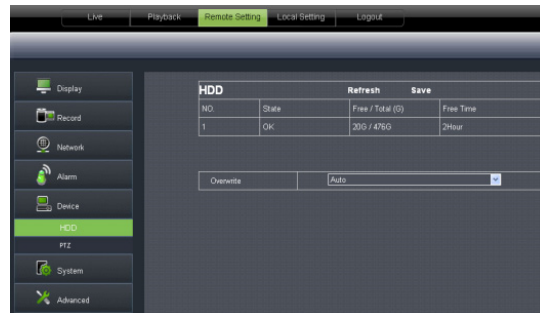 Live Playback Remote Setting Local Setting Logout
Display
Record
Network
Alarm
Device
HDD
PTZ
System
Advanced
HDD Refresh Save
NO. State Free / Total (G) Free Time
1 OK 20G / 476G 2Hour
Overwrite Auto